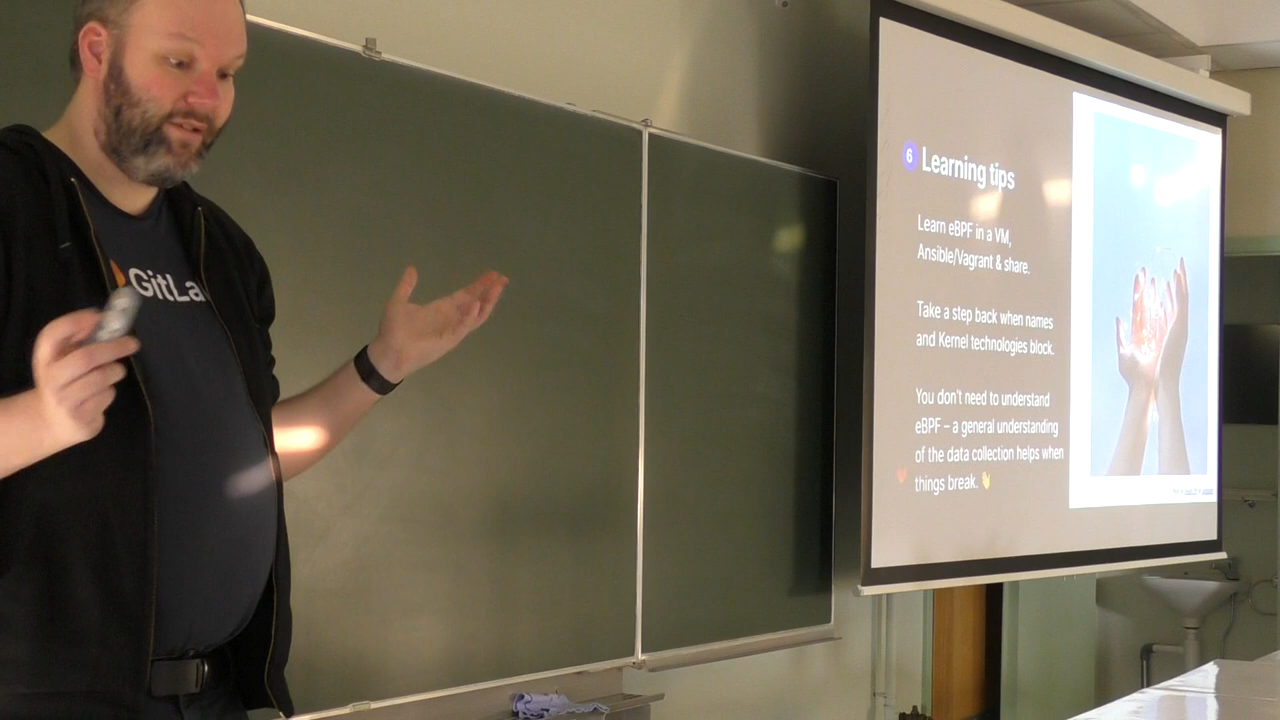 GitLa
6 Learning tips
Learn eBPF in a VM,
Ansible/Vagrant & share.
Take a step back when names
and Kernel technologies block.
You don't need to understand
eBPF – a general understanding
of the data collection helps when
things break. 👋